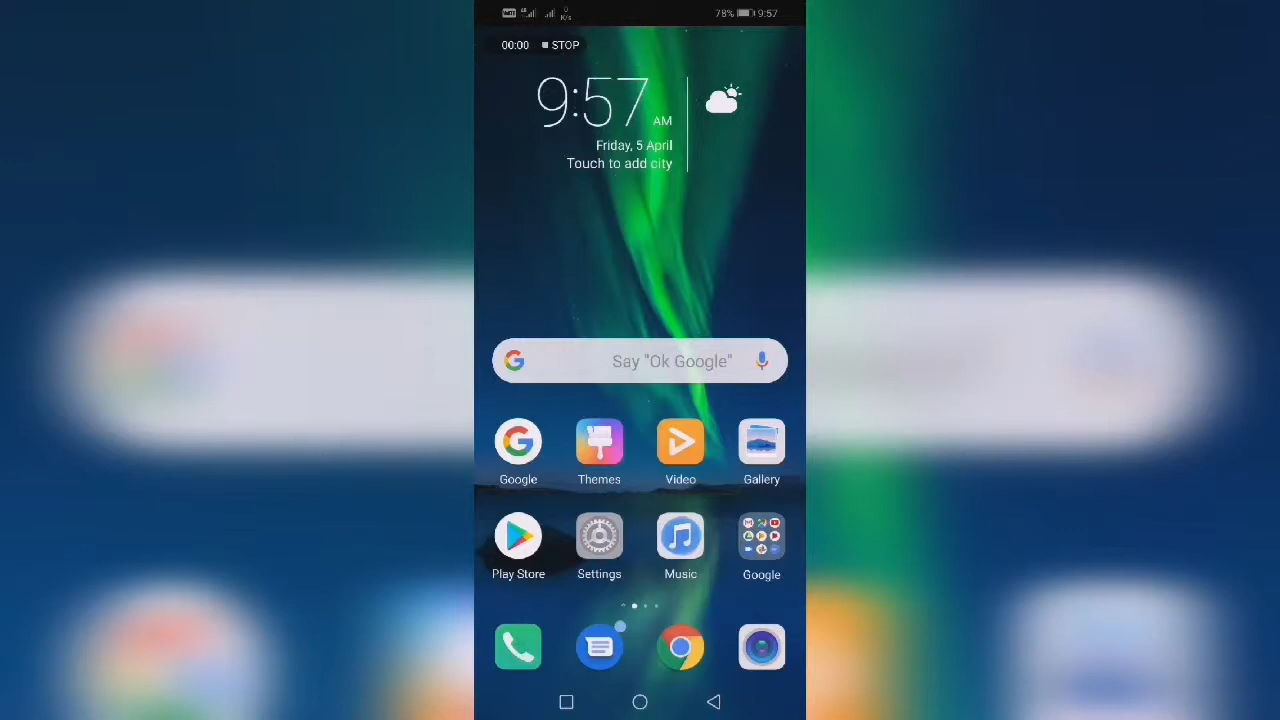 0
K/s
78%
9:57
00:00
STOP
9:57
AM
Friday, 5 April
Touch to add city
Say "Ok Google"
Google
Themes
Video
Gallery
Play Store
Settings
Music
Google